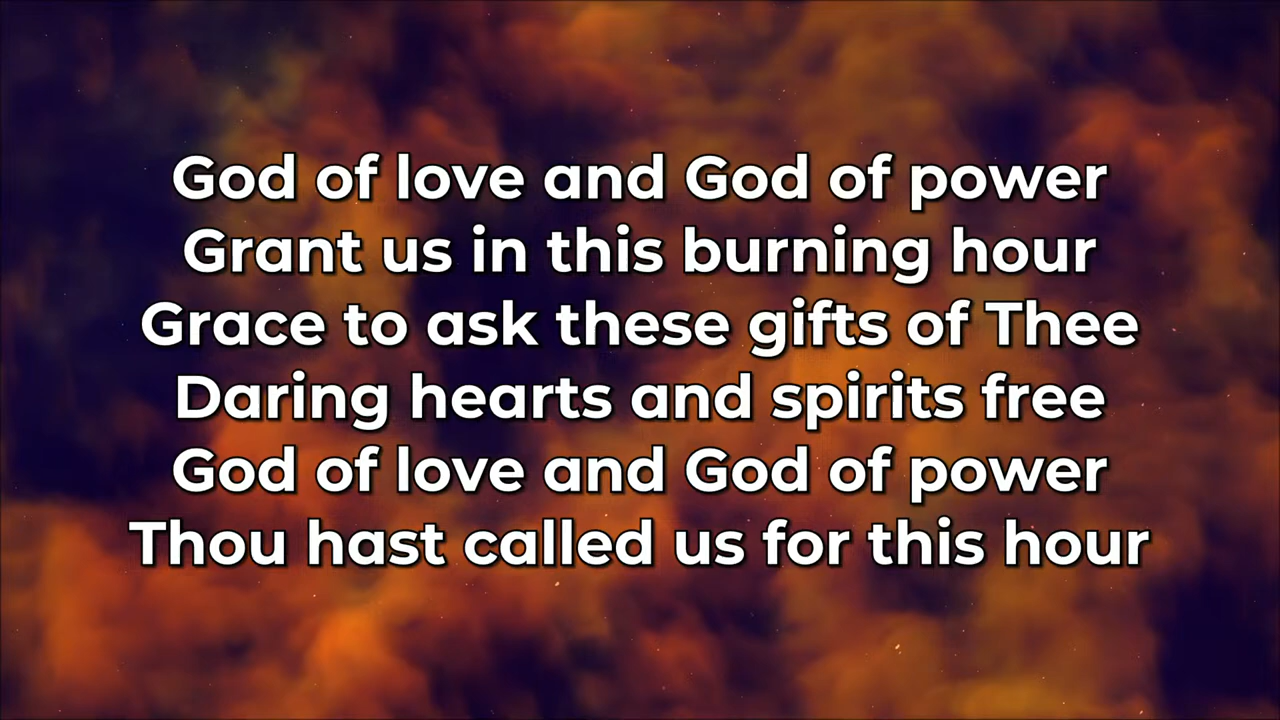 God of love and God of power
Grant us in this burning hour
Grace to ask these gifts of Thee
Daring hearts and spirits free
God of love and God of power
Thou hast called us for this hour